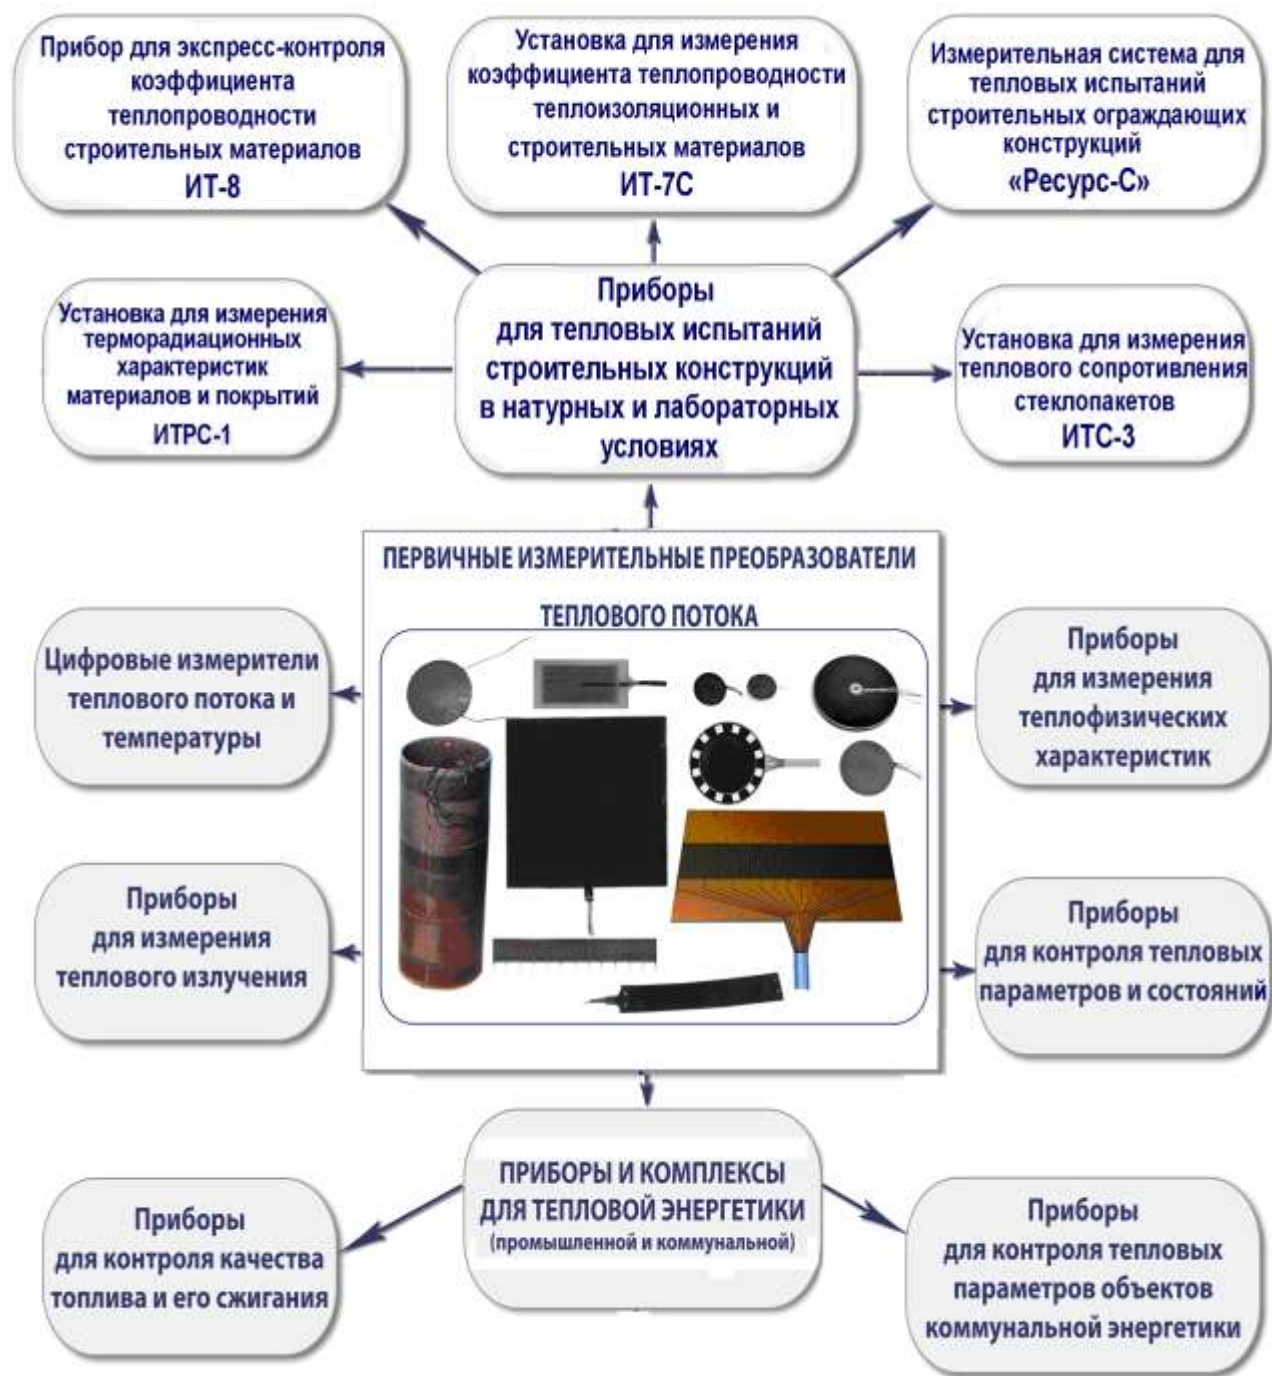 Прибор для экспресс-контроля
коэффициента
теплопроводности
строительных материалов
ИТ-8
Установка для измерения
коэффициента теплопроводности
теплоизоляционных и
строительных материалов
ИТ-7С
Измерительная система для
тепловых испытаний
строительных ограждающих
конструкций
«Ресурс-С»
Установка для измерения
терморадиационных
характеристик
материалов и покрытий
ИТРС-1
Приборы
для тепловых испытаний
строительных конструкций
в натурных и лабораторных
условиях
Установка для измерения
теплового сопротивления
стеклопакетов
ИТС-3
ПЕРВИЧНЫЕ ИЗМЕРИТЕЛЬНЫЕ ПРЕОБРАЗОВАТЕЛИ
ТЕПЛОВОГО ПОТОКА
Цифровые измерители
теплового потока и
температуры
Приборы
для измерения
теплофизических
характеристик
Приборы
для измерения
теплового излучения
Приборы
для контроля тепловых
параметров и состояний
ПРИБОРЫ И КОМПЛЕКСЫ
ДЛЯ ТЕПЛОВОЙ ЭНЕРГЕТИКИ
(промышленной и коммунальной)
Приборы
для контроля качества
топлива и его сжигания
Приборы
для контроля тепловых
параметров объектов
коммунальной энергетики